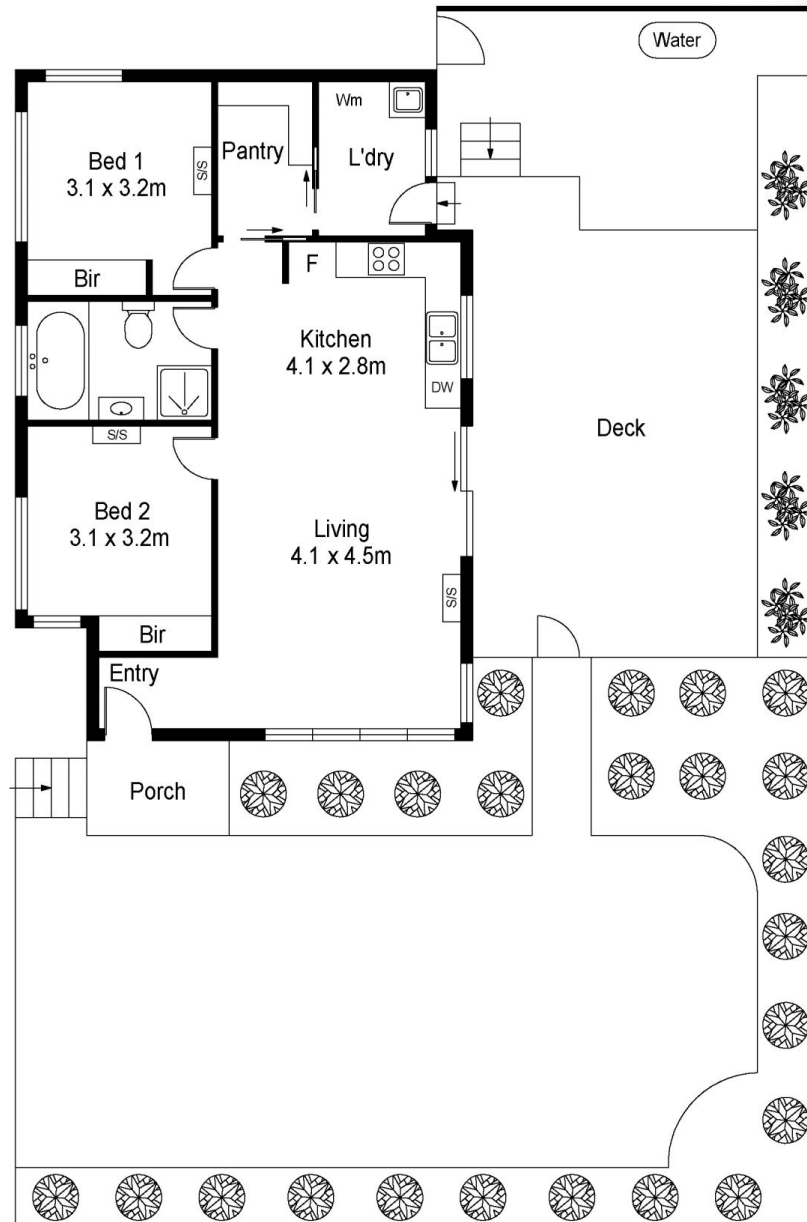 Water
Wm
Pantry
L'dry
Bed 1
3.1 x 3.2m
S/S
Bir
F
Kitchen
4.1 x 2.8m
DW
S/S
Deck
Bed 2
3.1 x 3.2m
Living
4.1 x 4.5m
S/S
Bir
Entry
Porch